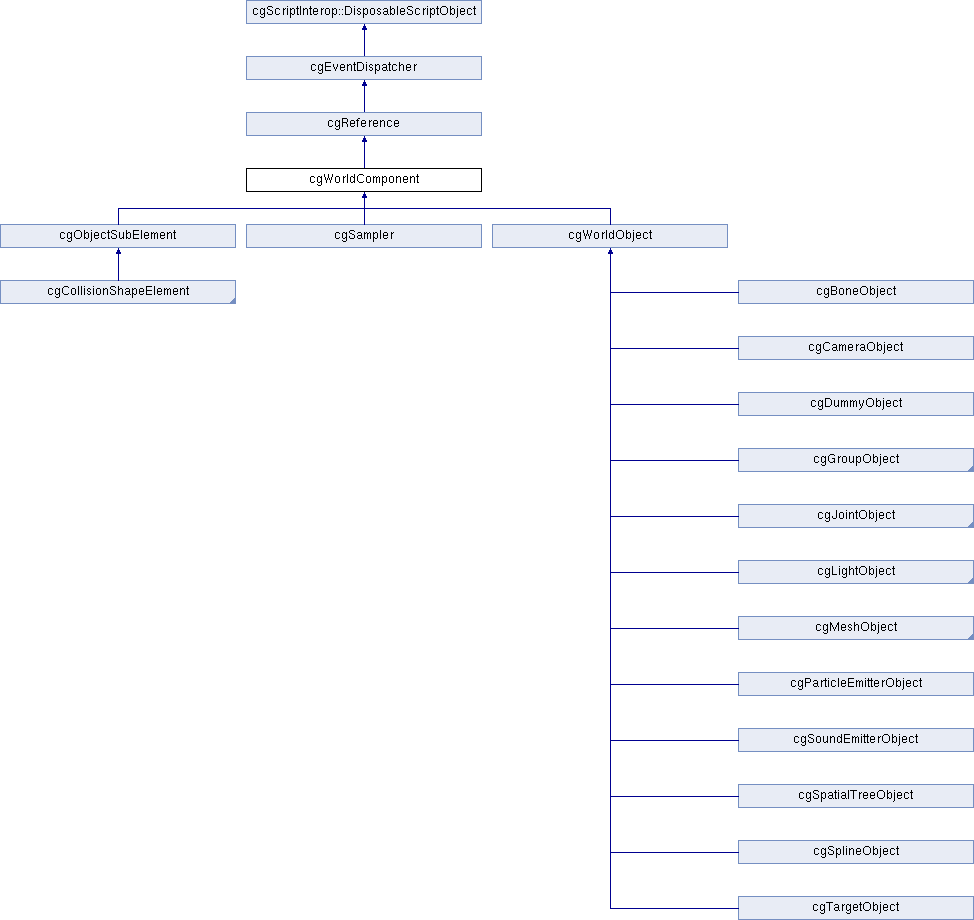 cgScriptInterop::DisposableScriptObject
cgEventDispatcher
cgReference
cgWorldComponent
cgObjectSubElement
cgSampler
cgWorldObject
cgCollisionShapeElement
cgBoneObject
cgCameraObject
cgDummyObject
cgGroupObject
cgJointObject
cgLightObject
cgMeshObject
cgParticleEmitterObject
cgSoundEmitterObject
cgSpatialTreeObject
cgSplineObject
cgTargetObject